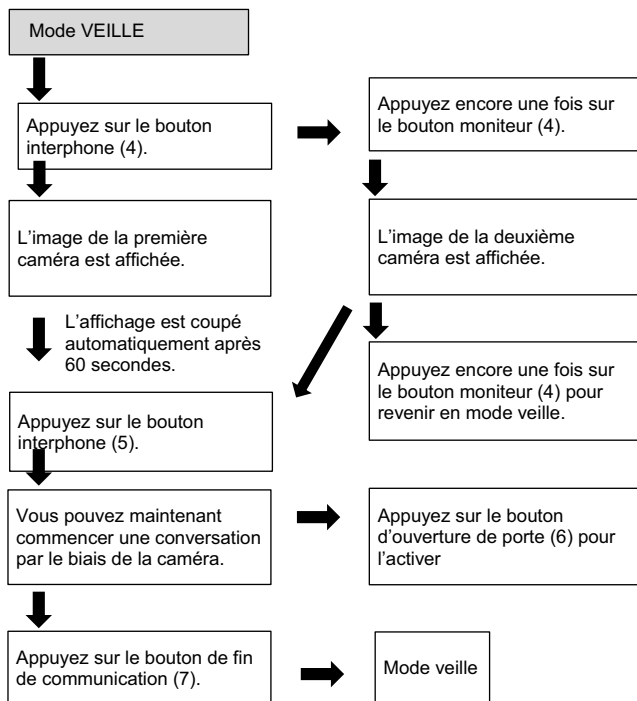 Mode VEILLE
Appuyez sur le bouton
interphone (4).
Appuyez encore une fois sur
le bouton moniteur (4).
L'image de la première
caméra est affichée.
L'image de la deuxième
caméra est affichée.
L'affichage est coupé
automatiquement après
60 secondes.
Appuyez encore une fois sur
le bouton moniteur (4) pour
revenir en mode veille.
Appuyez sur le bouton
interphone (5).
Vous pouvez maintenant
commencer une conversation
par le biais de la caméra.
Appuyez sur le bouton
d'ouverture de porte (6) pour
l'activer
Appuyez sur le bouton de fin
de communication (7).
Mode veille